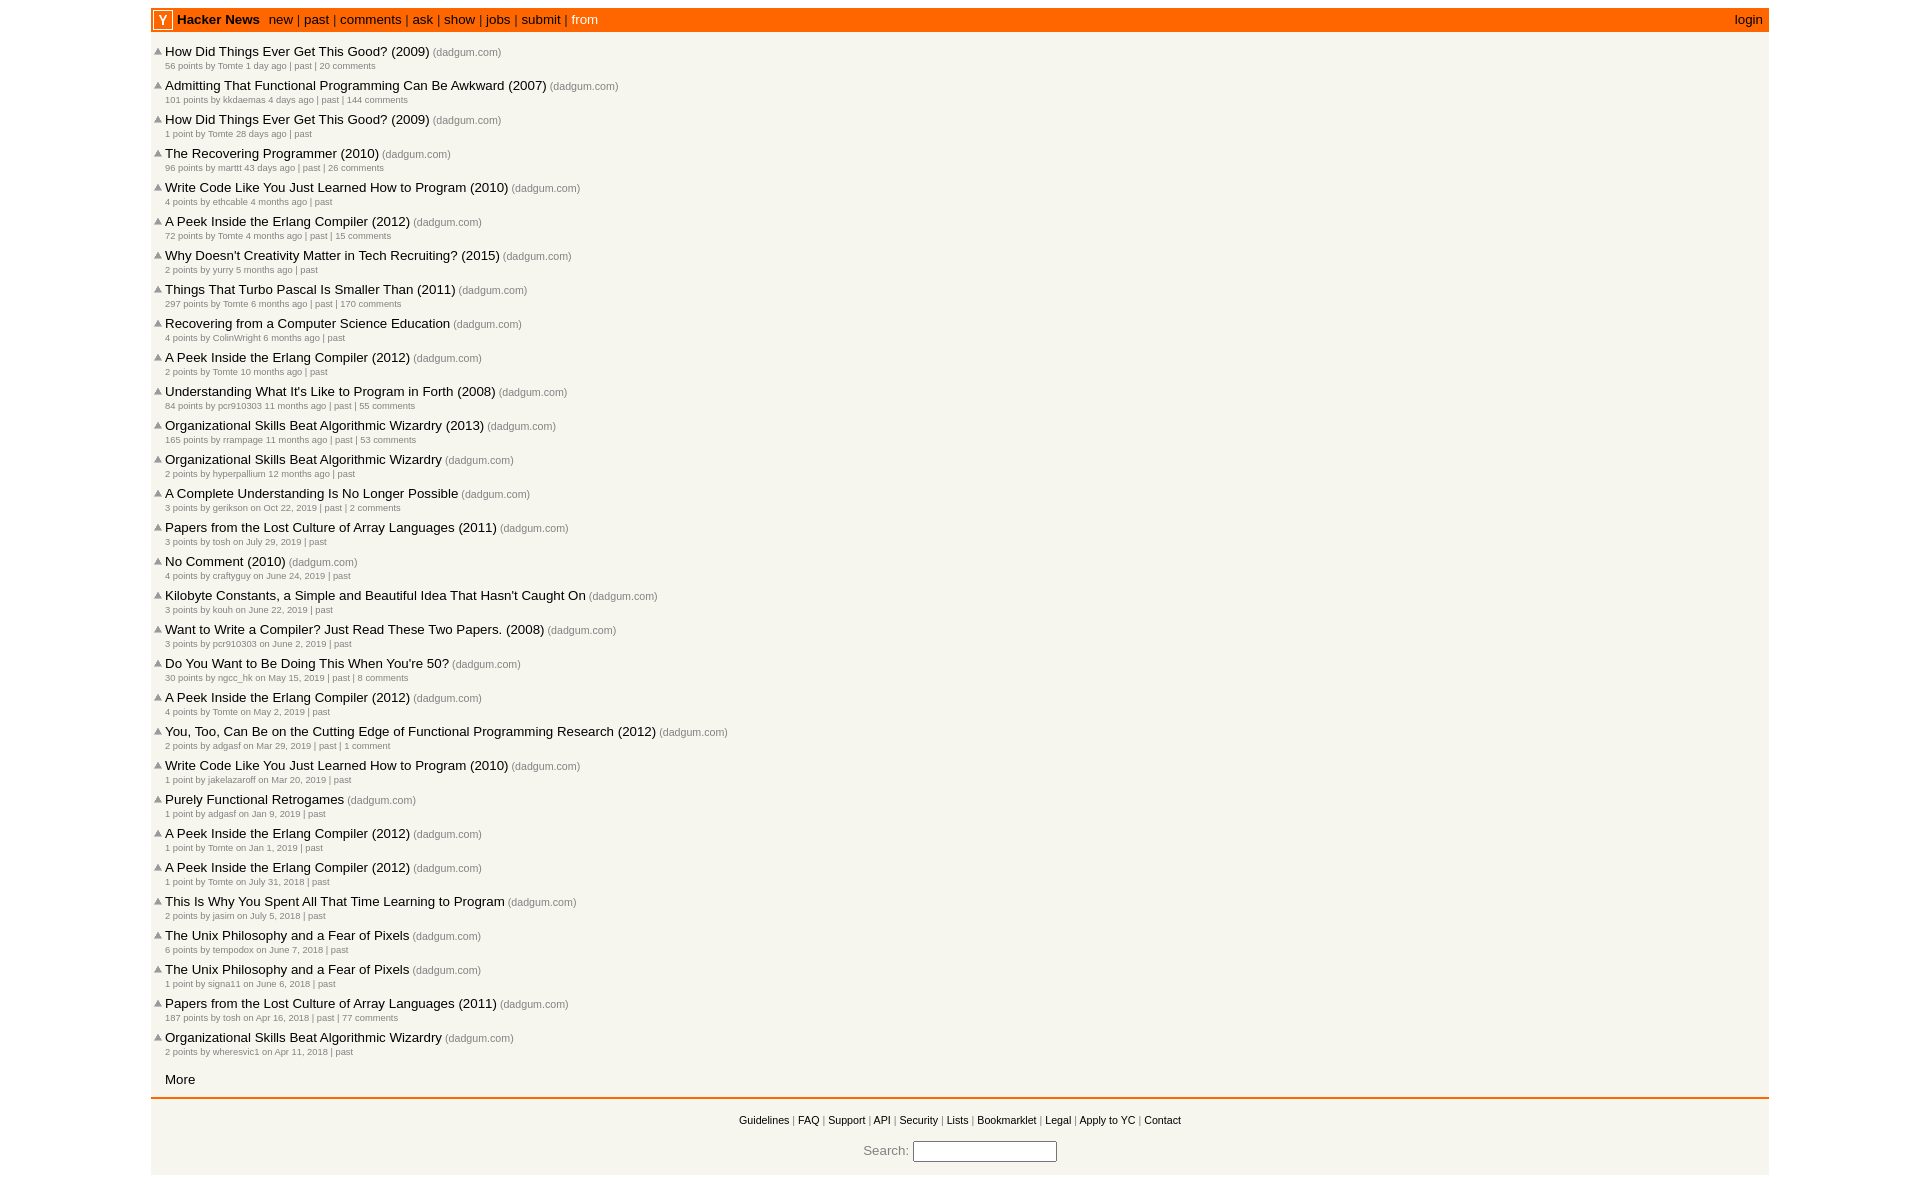 Y Hacker News new | past | comments | ask | show | jobs | submit | from login
How Did Things Ever Get This Good? (2009) (dadgum.com)
56 points by Tomte 1 day ago | past | 20 comments
Admitting That Functional Programming Can Be Awkward (2007) (dadgum.com)
101 points by kkdaemas 4 days ago | past | 144 comments
How Did Things Ever Get This Good? (2009) (dadgum.com)
1 point by Tomte 28 days ago | past
The Recovering Programmer (2010) (dadgum.com)
96 points by marttt 43 days ago | past | 26 comments
Write Code Like You Just Learned How to Program (2010) (dadgum.com)
4 points by ethcable 4 months ago | past
A Peek Inside the Erlang Compiler (2012) (dadgum.com)
72 points by Tomte 4 months ago | past | 15 comments
Why Doesn't Creativity Matter in Tech Recruiting? (2015) (dadgum.com)
2 points by yurry 5 months ago | past
Things That Turbo Pascal Is Smaller Than (2011) (dadgum.com)
297 points by Tomte 6 months ago | past | 170 comments
Recovering from a Computer Science Education (dadgum.com)
4 points by ColinWright 6 months ago | past
A Peek Inside the Erlang Compiler (2012) (dadgum.com)
2 points by Tomte 10 months ago | past
Understanding What It's Like to Program in Forth (2008) (dadgum.com)
84 points by pcr910303 11 months ago | past | 55 comments
Organizational Skills Beat Algorithmic Wizardry (2013) (dadgum.com)
165 points by rrampage 11 months ago | past | 53 comments
Organizational Skills Beat Algorithmic Wizardry (dadgum.com)
2 points by hyperpallium 12 months ago | past
A Complete Understanding Is No Longer Possible (dadgum.com)
3 points by gerikson on Oct 22, 2019 | past | 2 comments
Papers from the Lost Culture of Array Languages (2011) (dadgum.com)
3 points by tosh on July 29, 2019 | past
No Comment (2010) (dadgum.com)
4 points by craftyguy on June 24, 2019 | past
Kilobyte Constants, a Simple and Beautiful Idea That Hasn't Caught On (dadgum.com)
3 points by kouh on June 22, 2019 | past
Want to Write a Compiler? Just Read These Two Papers. (2008) (dadgum.com)
3 points by pcr910303 on June 2, 2019 | past
Do You Want to Be Doing This When You're 50? (dadgum.com)
30 points by ngcc_hk on May 15, 2019 | past | 8 comments
A Peek Inside the Erlang Compiler (2012) (dadgum.com)
4 points by Tomte on May 2, 2019 | past
You, Too, Can Be on the Cutting Edge of Functional Programming Research (2012) (dadgum.com)
2 points by adgasf on Mar 29, 2019 | past | 1 comment
Write Code Like You Just Learned How to Program (2010) (dadgum.com)
1 point by jakelazaroff on Mar 20, 2019 | past
Purely Functional Retrogames (dadgum.com)
1 point by adgasf on Jan 9, 2019 | past
A Peek Inside the Erlang Compiler (2012) (dadgum.com)
1 point by Tomte on Jan 1, 2019 | past
A Peek Inside the Erlang Compiler (2012) (dadgum.com)
1 point by Tomte on July 31, 2018 | past
This Is Why You Spent All That Time Learning to Program (dadgum.com)
2 points by jasim on July 5, 2018 | past
The Unix Philosophy and a Fear of Pixels (dadgum.com)
6 points by tempodox on June 7, 2018 | past
The Unix Philosophy and a Fear of Pixels (dadgum.com)
1 point by signa11 on June 6, 2018 | past
Papers from the Lost Culture of Array Languages (2011) (dadgum.com)
187 points by tosh on Apr 16, 2018 | past | 77 comments
Organizational Skills Beat Algorithmic Wizardry (dadgum.com)
2 points by wheresvic1 on Apr 11, 2018 | past
More
Guidelines | FAQ | Support | API | Security | Lists | Bookmarklet | Legal | Apply to YC | Contact
Search: